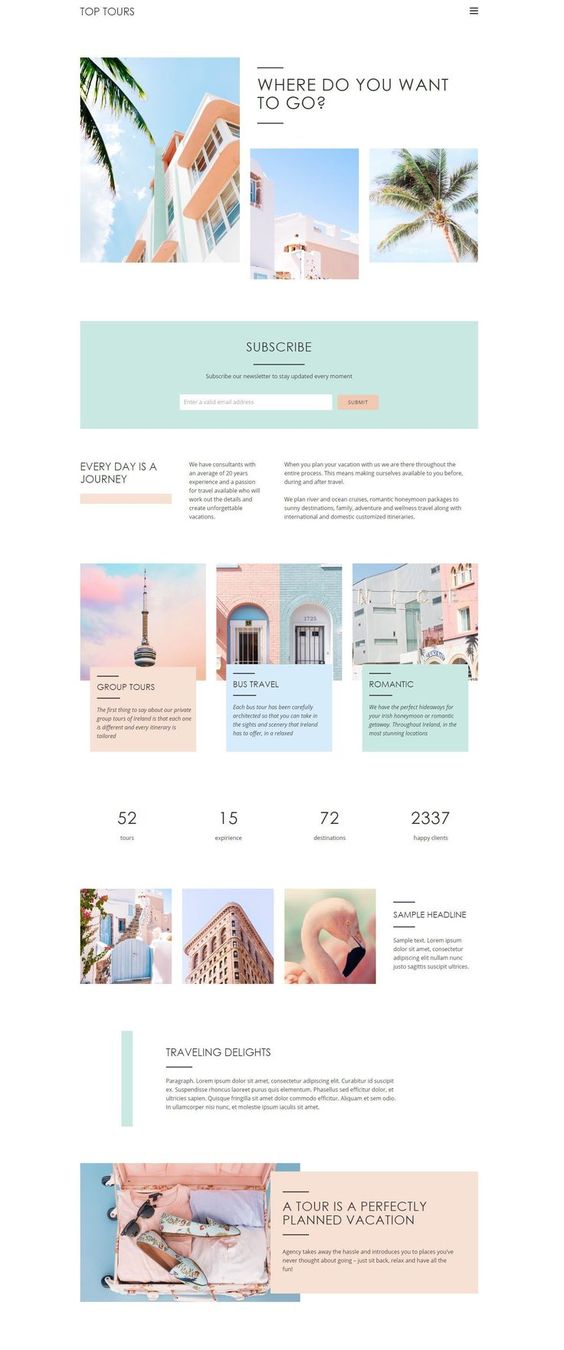 TOP TOURS
WHERE DO YOU WANT
TO GO?
SUBSCRIBE
Subscribe our newsletter to stay updated every moment
Enter a valid email address
SUBMIT
EVERY DAY IS A
JOURNEY
We have consultants with
an average of 20 years
experience and a passion
for travel available who will
work out the details and
create unforgettable
vacations.
When you plan your vacation with us we are there throughout the
entire process. This means making ourselves available to you before,
during and after travel.
We plan river and ocean cruises, romantic honeymoon packages to
sunny destinations, family, adventure and wellness travel along with
international and domestic customized itineraries.
1725
NICE
GROUP TOURS
The first thing to say about our private
group tours of Ireland is that each one
is different and every itinerary is
tailored
BUS TRAVEL
Each bus tour has been carefully
architected so that you can take in
the sights and scenery that Ireland
has to offer, in a relaxed
ROMANTIC
We have the perfect hideaways for
your Irish honeymoon or romantic
getaway. Throughout Ireland, in the
most stunning locations
52
tours
15
expirience
72
destinations
2337
happy clients
SAMPLE HEADLINE
Sample text. Lorem ipsum
dolor sit amet, consectetur
adipiscing elit nullam nunc
justo sagittis suscipit ultrices.
TRAVELING DELIGHTS
Paragraph. Lorem ipsum dolor sit amet, consectetur adipiscing elit. Curabitur id suscipit
ex. Suspendisse rhoncus laoreet purus quis elementum. Phasellus sed efficitur dolor, et
ultricies sapien. Quisque fringilla sit amet dolor commodo efficitur. Aliquam et sem odio.
In ullamcorper nisi nunc, et molestie ipsum iaculis sit amet.
A TOUR IS A PERFECTLY
PLANNED VACATION
Agency takes away the hassle and introduces you to places you've
never thought about going – just sit back, relax and have all the
fun!